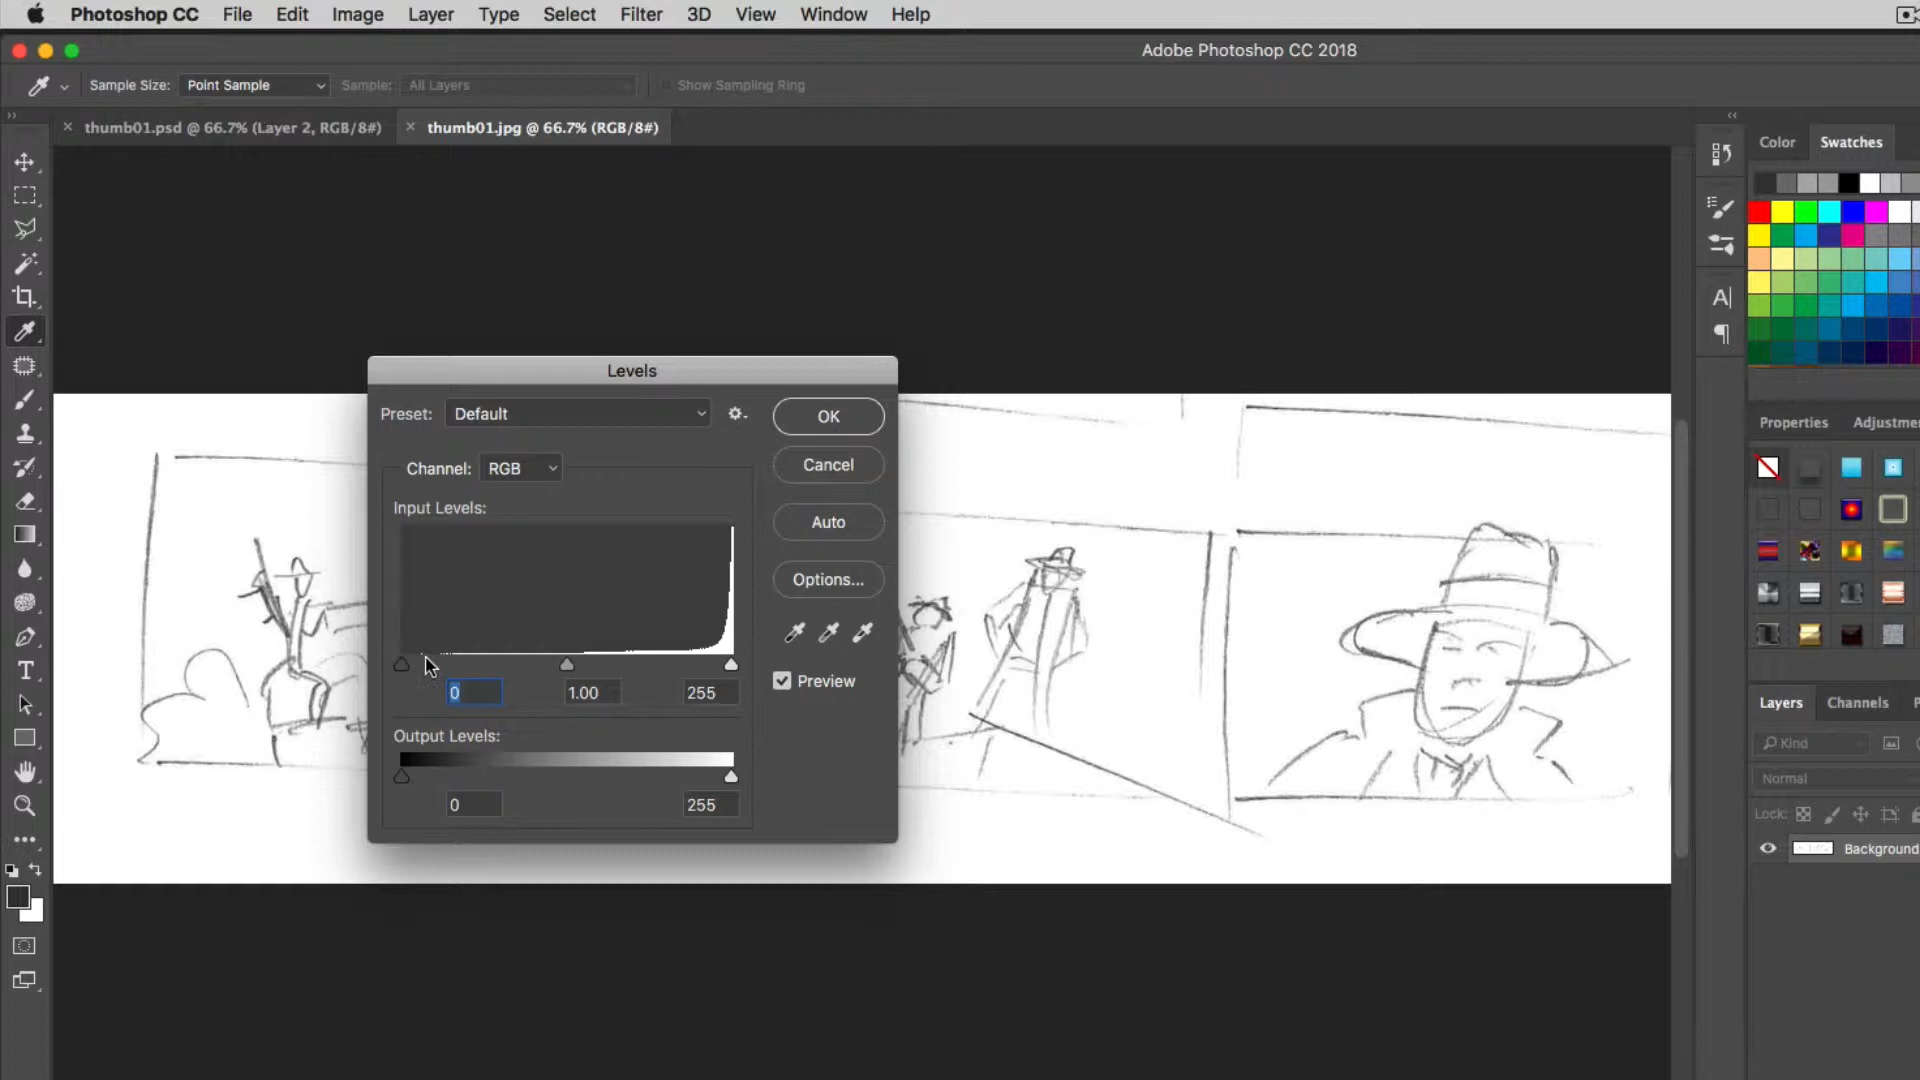 Photoshop CC File Edit Image Layer Type Select Filter 3D View Window Help
Adobe Photoshop CC 2018
Sample Size: Point Sample Sample: All Layers Show Sampling Ring
thumb01.psd @ 66.7% (Layer 2, RGB/8#) thumb01.jpg @ 66.7% (RGB/8#)
Color Swatches
Levels
Preset: Default
OK
Channel: RGB
Cancel
Input Levels:
Auto
Options...
0 1.00 255
Preview
Output Levels:
0 255
Properties Adjustme
Layers Channels P
Kind
Normal
Lock:
Background